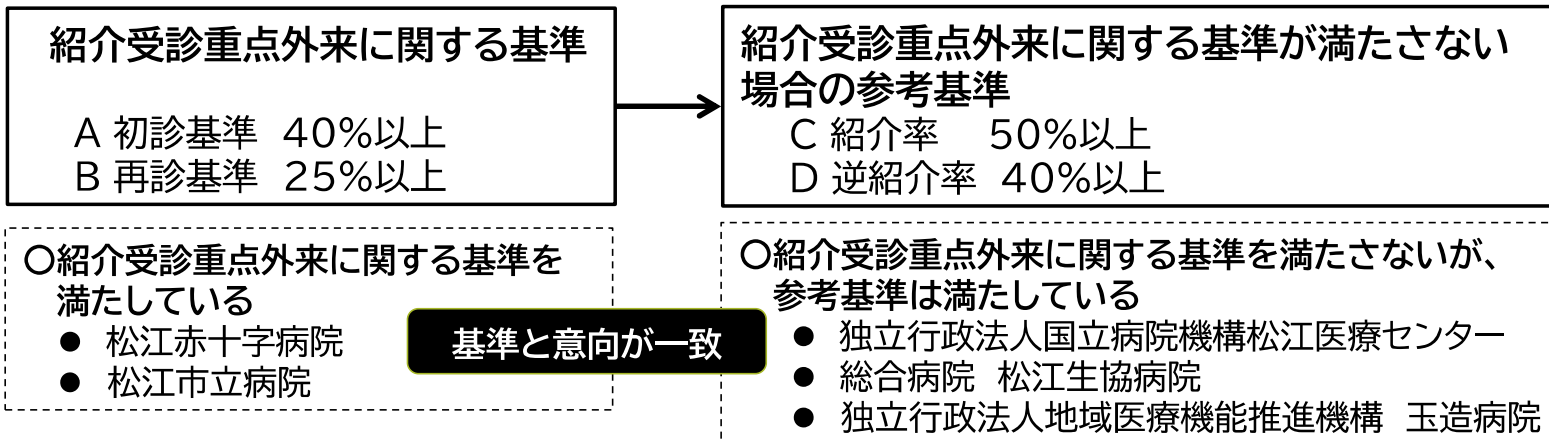 紹介受診重点外来に関する基準
A 初診基準 40%以上
B 再診基準 25%以上
紹介受診重点外来に関する基準が満たさない
場合の参考基準
C 紹介率 50%以上
D 逆紹介率 40%以上
〇紹介受診重点外来に関する基準を
満たしている
● 松江赤十字病院
● 松江市立病院
基準と意向が一致
〇紹介受診重点外来に関する基準を満たさないが、
参考基準は満たしている
● 独立行政法人国立病院機構松江医療センター
● 総合病院 松江生協病院
● 独立行政法人地域医療機能推進機構 玉造病院